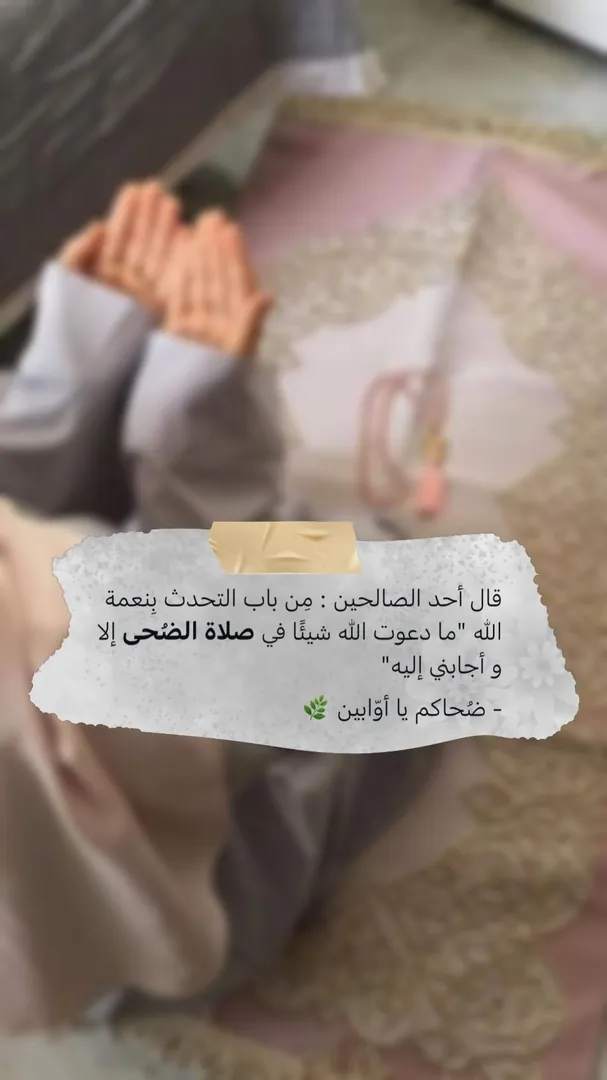 قال أحد الصالحين : مِن باب التحدث بِنعمة
الله "ما دعوت الله شيئًا في صلاة الضُحى إلا
و أجابني إليه"
- ضُحاكم يا أوّابين 🌿